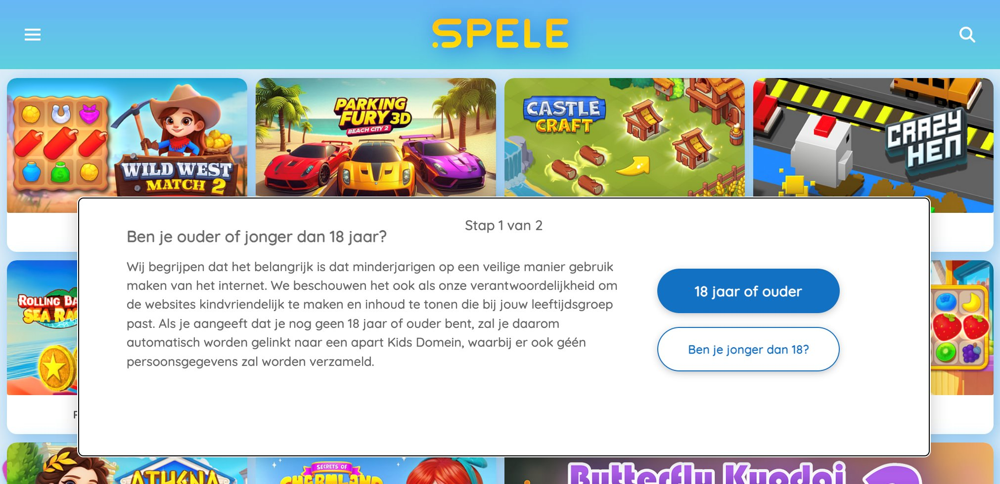 .SPELE
PARKING
FURY 3D
BEACH CITY 2
CASTLE
CRAFT
CRAZY
HEN
WILD WEST
MATCH 2
Stap 1 van 2
Ben je ouder of jonger dan 18 jaar?
Wij begrijpen dat het belangrijk is dat minderjarigen op een veilige manier gebruik
maken van het internet. We beschouwen het ook als onze verantwoordelijkheid om
de websites kindvriendelijk te maken en inhoud te tonen die bij jouw leeftijdsgroep
past. Als je aangeeft dat je nog geen 18 jaar of ouder bent, zal je daarom
automatisch worden gelinkt naar een apart Kids Domein, waarbij er ook géén
persoonsgegevens zal worden verzameld.
18 jaar of ouder
Ben je jonger dan 18?
ROLLING BA
SEA RA
ATHENA
SECRETS OF
CHARMLAND
Butterfly Kyodai 2